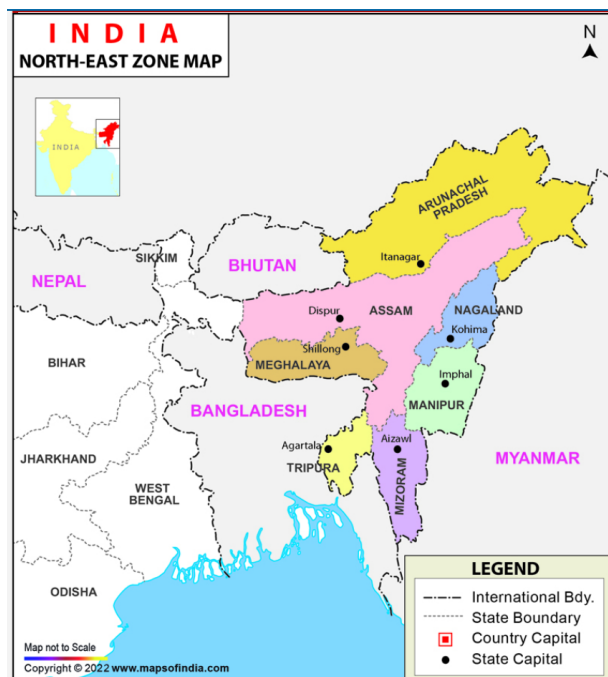 INDIA
NORTH-EAST ZONE MAP
N
INDIA
ARUNACHAL
PRADESH
SIKKIM
Itanagar
NEPAL
BHUTAN
Dispur
ASSAM
NAGALAND
Kohima
Shillong
BIHAR
MEGHALAYA
Imphal
MANIPUR
BANGLADESH
Agartala
Aizawl
JHARKHAND
TRIPURA
MYANMAR
WEST
BENGAL
MIZORAM
ODISHA
LEGEND
International Bdy.
State Boundary
Country Capital
State Capital
Map not to Scale
Copyright © 2022 www.mapsofindia.com